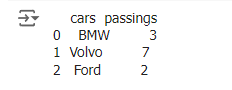 cars passings
0 BMW 3
1 Volvo 7
2 Ford 2